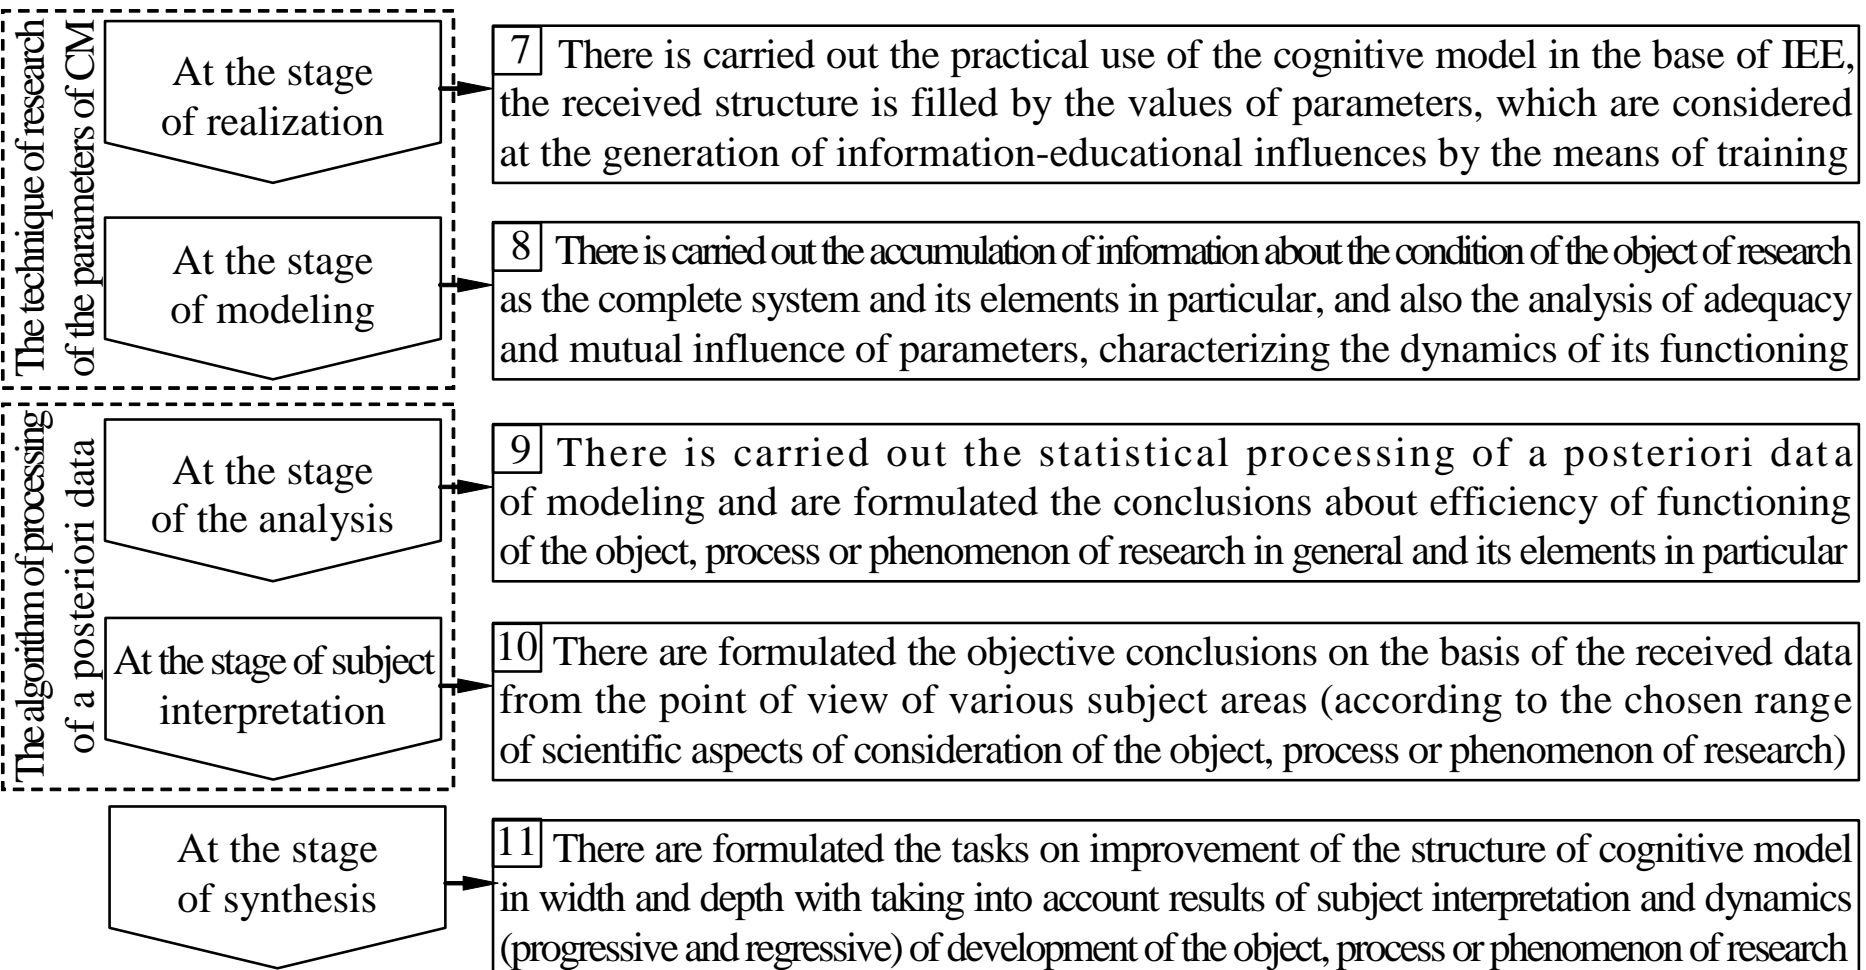 The technique of research
of the parameters of CM
At the stage
of realization
7 There is carried out the practical use of the cognitive model in the base of IEE,
the received structure is filled by the values of parameters, which are considered
at the generation of information-educational influences by the means of training
At the stage
of modeling
8 There is carried out the accumulation of information about the condition of the object of research
as the complete system and its elements in particular, and also the analysis of adequacy
and mutual influence of parameters, characterizing the dynamics of its functioning
The algorithm of processing
of a posteriori data
At the stage
of the analysis
9 There is carried out the statistical processing of a posteriori data
of modeling and are formulated the conclusions about efficiency of functioning
of the object, process or phenomenon of research in general and its elements in particular
At the stage of subject
interpretation
10 There are formulated the objective conclusions on the basis of the received data
from the point of view of various subject areas (according to the chosen range
of scientific aspects of consideration of the object, process or phenomenon of research)
At the stage
of synthesis
11 There are formulated the tasks on improvement of the structure of cognitive model
in width and depth with taking into account results of subject interpretation and dynamics
(progressive and regressive) of development of the object, process or phenomenon of research